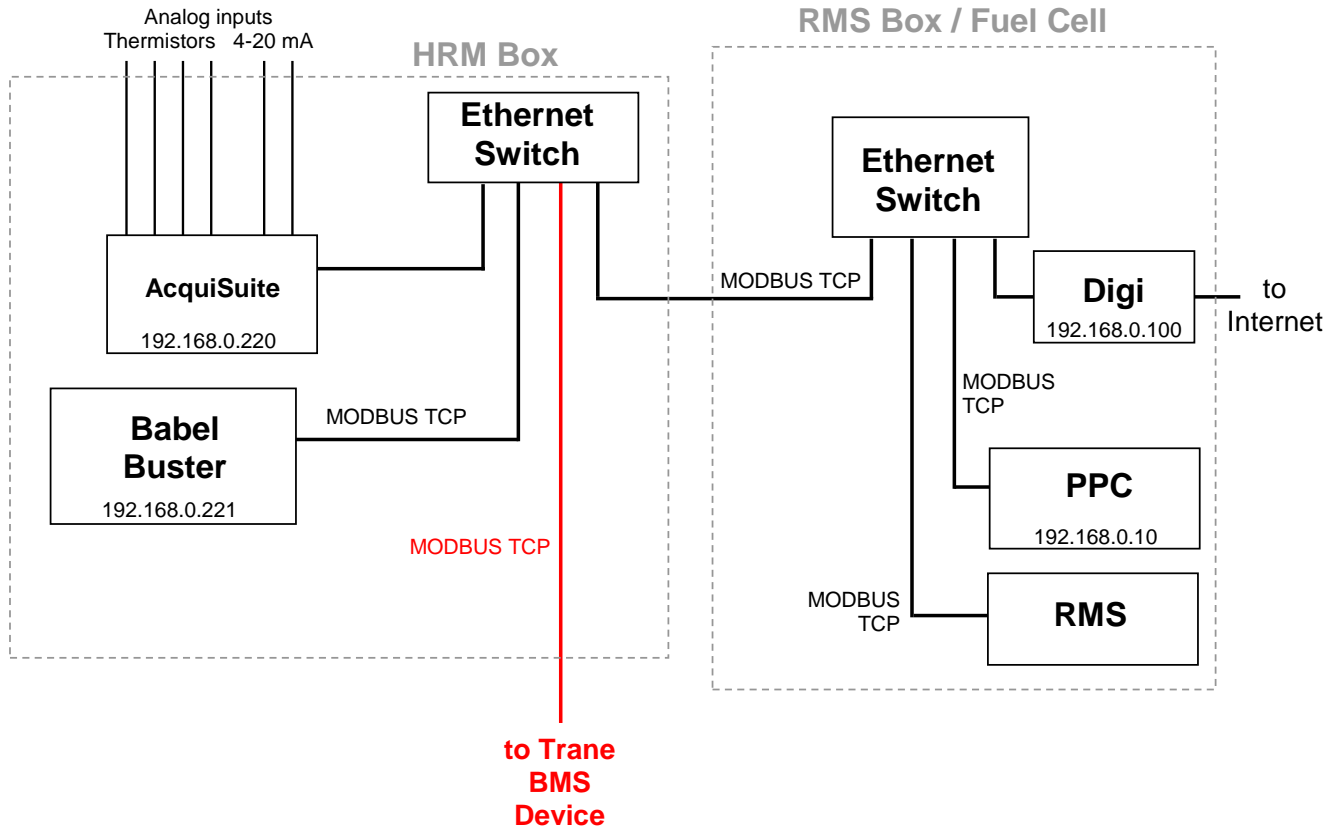 Analog inputs
Thermistors 4-20 mA
HRM Box
Ethernet
Switch
AcquiSuite
192.168.0.220
Babel
Buster
192.168.0.221
MODBUS TCP
MODBUS TCP
to Trane
BMS
Device
RMS Box / Fuel Cell
Ethernet
Switch
MODBUS TCP
Digi
192.168.0.100
to
Internet
MODBUS
TCP
PPC
192.168.0.10
MODBUS
TCP
RMS